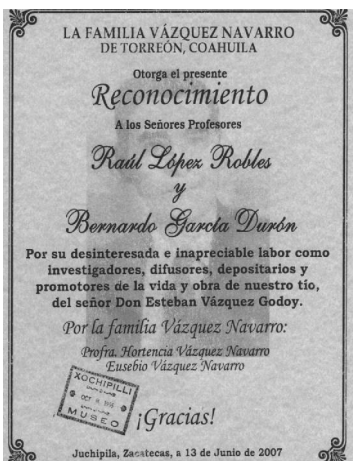 LA FAMILIA VÁZQUEZ NAVARRO
DE TORREÓN, COAHUILA
Otorga el presente
Reconocimiento
A los Señores Profesores
Raúl López Robles
y
Bernardo García Durón
Por su desinteresada e inapreciable labor como
investigadores, difusores, depositarios y
promotores de la vida y obra de nuestro tío,
del señor Don Esteban Vázquez Godoy.
Por la familia Vázquez Navarro:
Profra. Hortencia Vázquez Navarro
Eusebio Vázquez Navarro
XOCHIPILLI
OCT
MUSEO
¡Gracias!
Juchipila, Zacatecas, a 13 de Junio de 2007